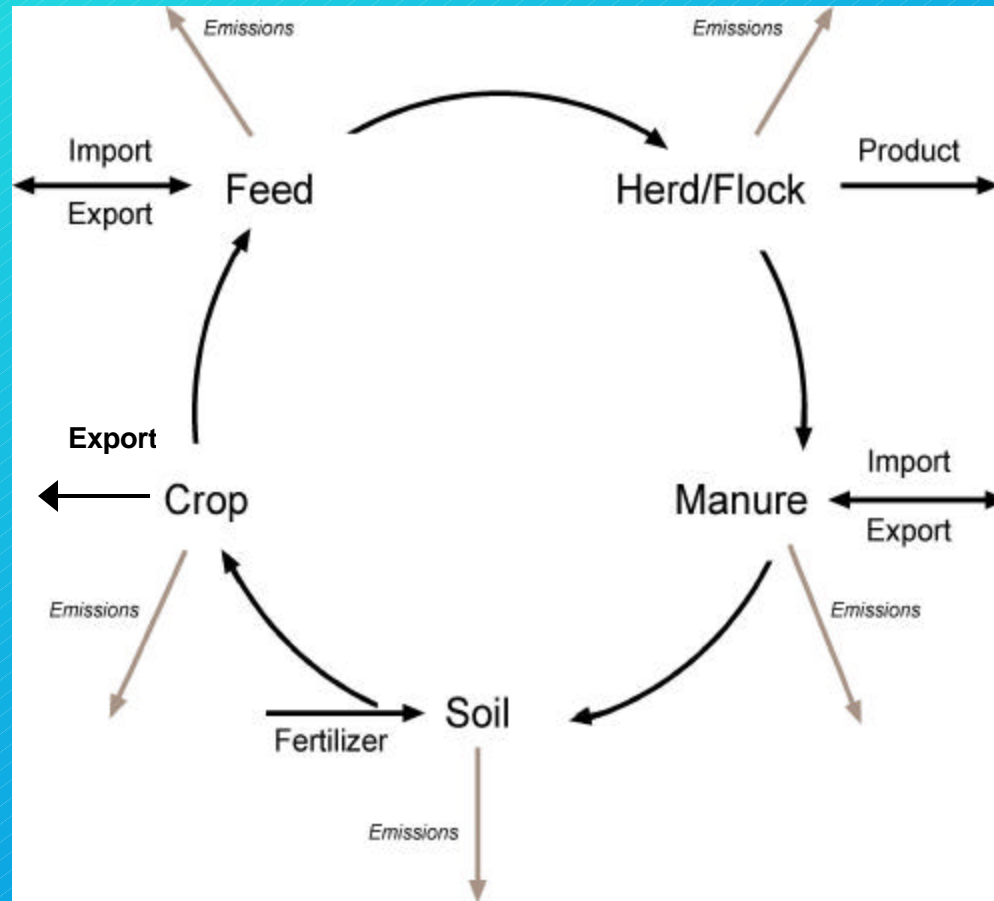 Emissions
Emissions
Import
Product
Feed
Herd/Flock
Export
Export
Import
Crop
Manure
Export
Emissions
Emissions
Soil
Fertilizer
Emissions